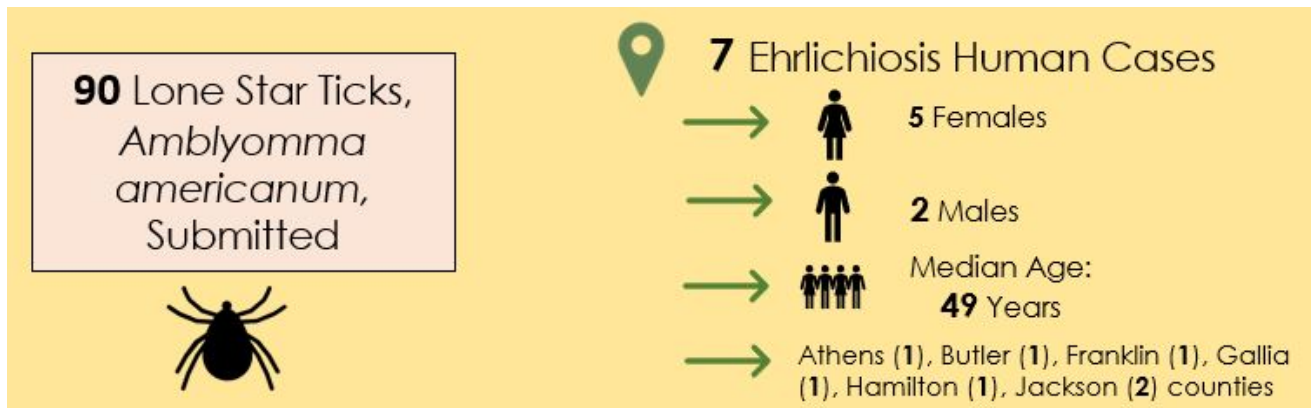 90 Lone Star Ticks,
Amblyomma
americanum,
Submitted
7 Ehrlichiosis Human Cases
5 Females
2 Males
Median Age:
49 Years
Athens (1), Butler (1), Franklin (1), Gallia
(1), Hamilton (1), Jackson (2) counties